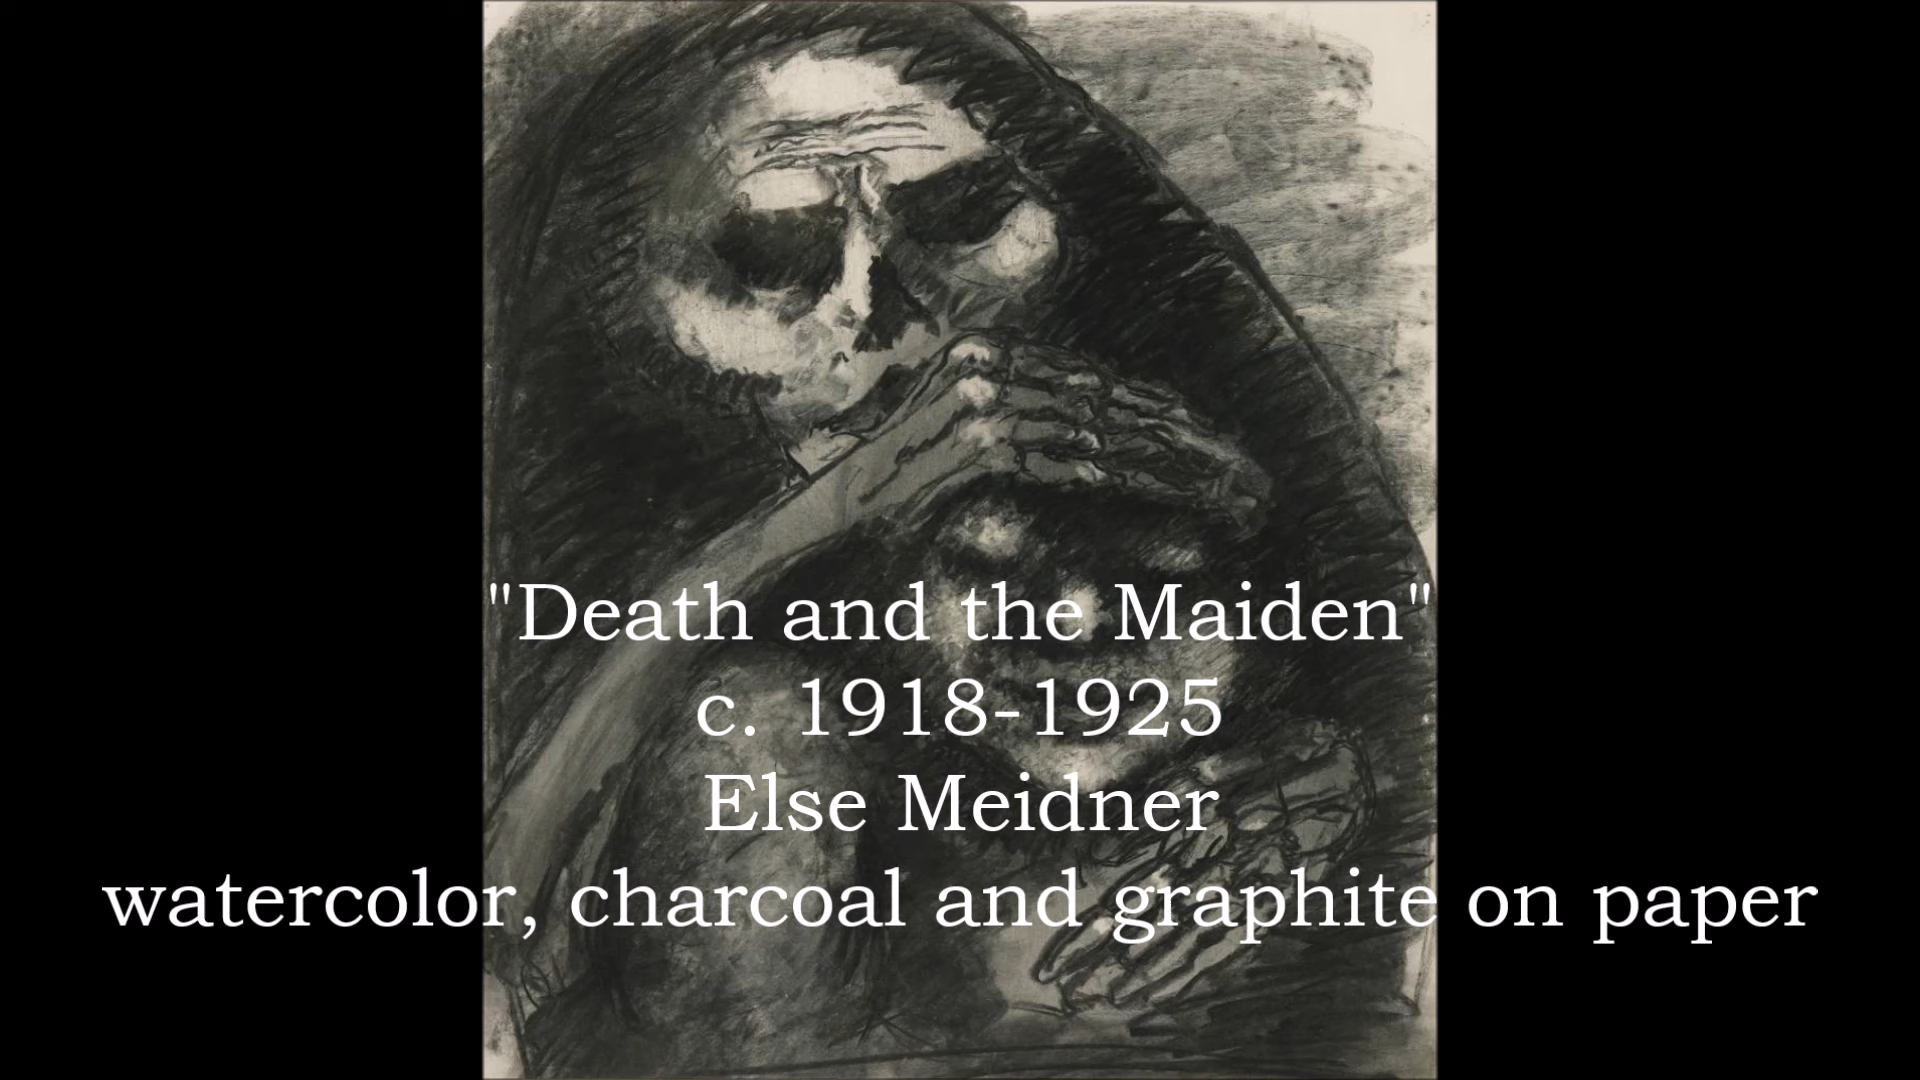 "Death and the Maiden"
c. 1918-1925
Else Meidner
watercolor, charcoal and graphite on paper